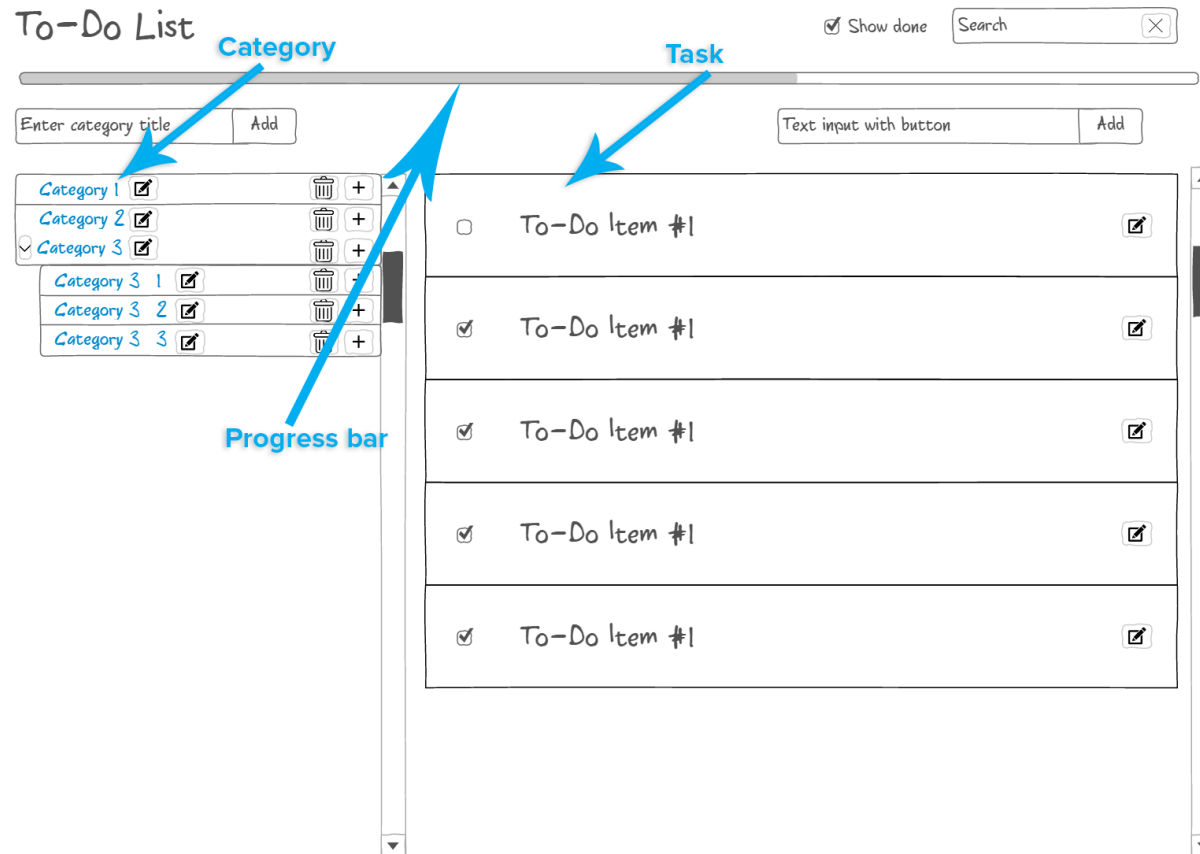 To-Do List
Show done
Search
Category
Task
Enter category title
Add
Text input with button
Add
Category 1
Category 2
Category 3
Category 3 1
Category 3 2
Category 3 3
Progress bar
To-Do Item #1
To-Do Item #1
To-Do Item #1
To-Do Item #1
To-Do Item #1